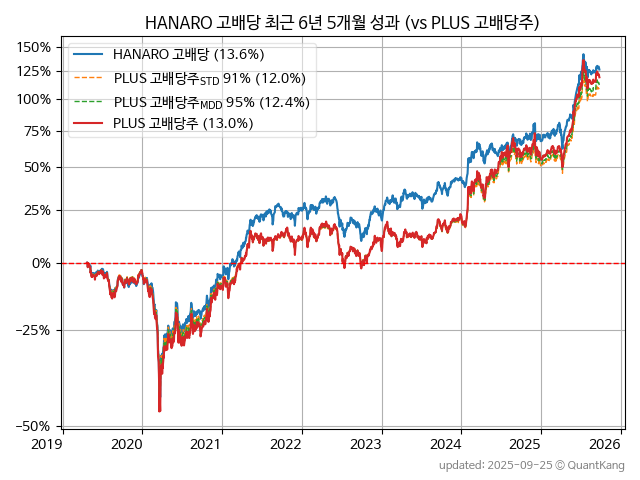 HANARO 고배당 최근 6년 5개월 성과 (vs PLUS 고배당주)
150%
125%
100%
75%
50%
25%
0%
−25%
−50%
HANARO 고배당 (13.6%)
PLUS 고배당주STD 91% (12.0%)
PLUS 고배당주MDD 95% (12.4%)
PLUS 고배당주 (13.0%)
2019 2020 2021 2022 2023 2024 2025 2026
updated: 2025-09-25 © QuantKang